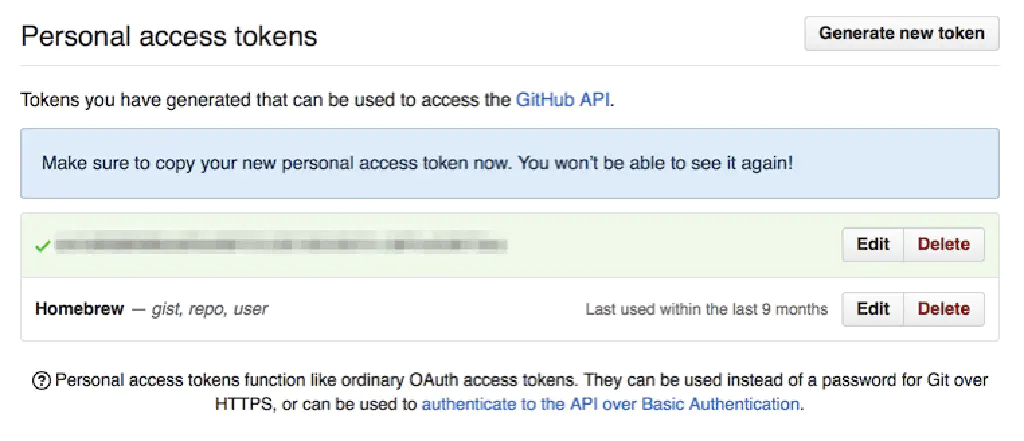 Personal access tokens
Generate new token
Tokens you have generated that can be used to access the GitHub API.
Make sure to copy your new personal access token now. You won't be able to see it again!
Edit Delete
Homebrew — gist, repo, user Last used within the last 9 months Edit Delete
Personal access tokens function like ordinary OAuth access tokens. They can be used instead of a password for Git over
HTTPS, or can be used to authenticate to the API over Basic Authentication.